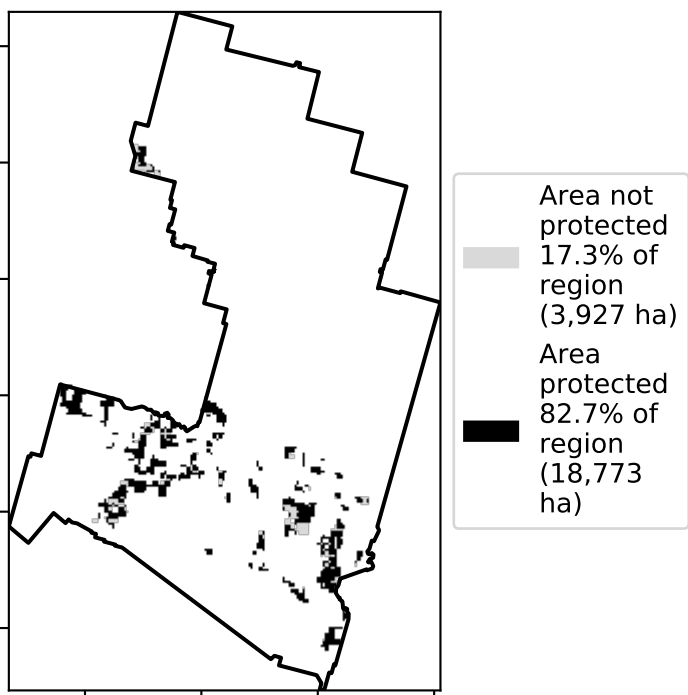 Area not
protected
17.3% of
region
(3,927 ha)
Area
protected
82.7% of
region
(18,773
ha)